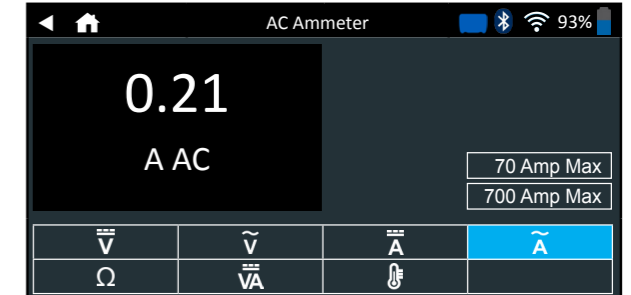 AC Ammeter 93%
0.21
A AC
70 Amp Max
700 Amp Max
V V A A
Ω VA